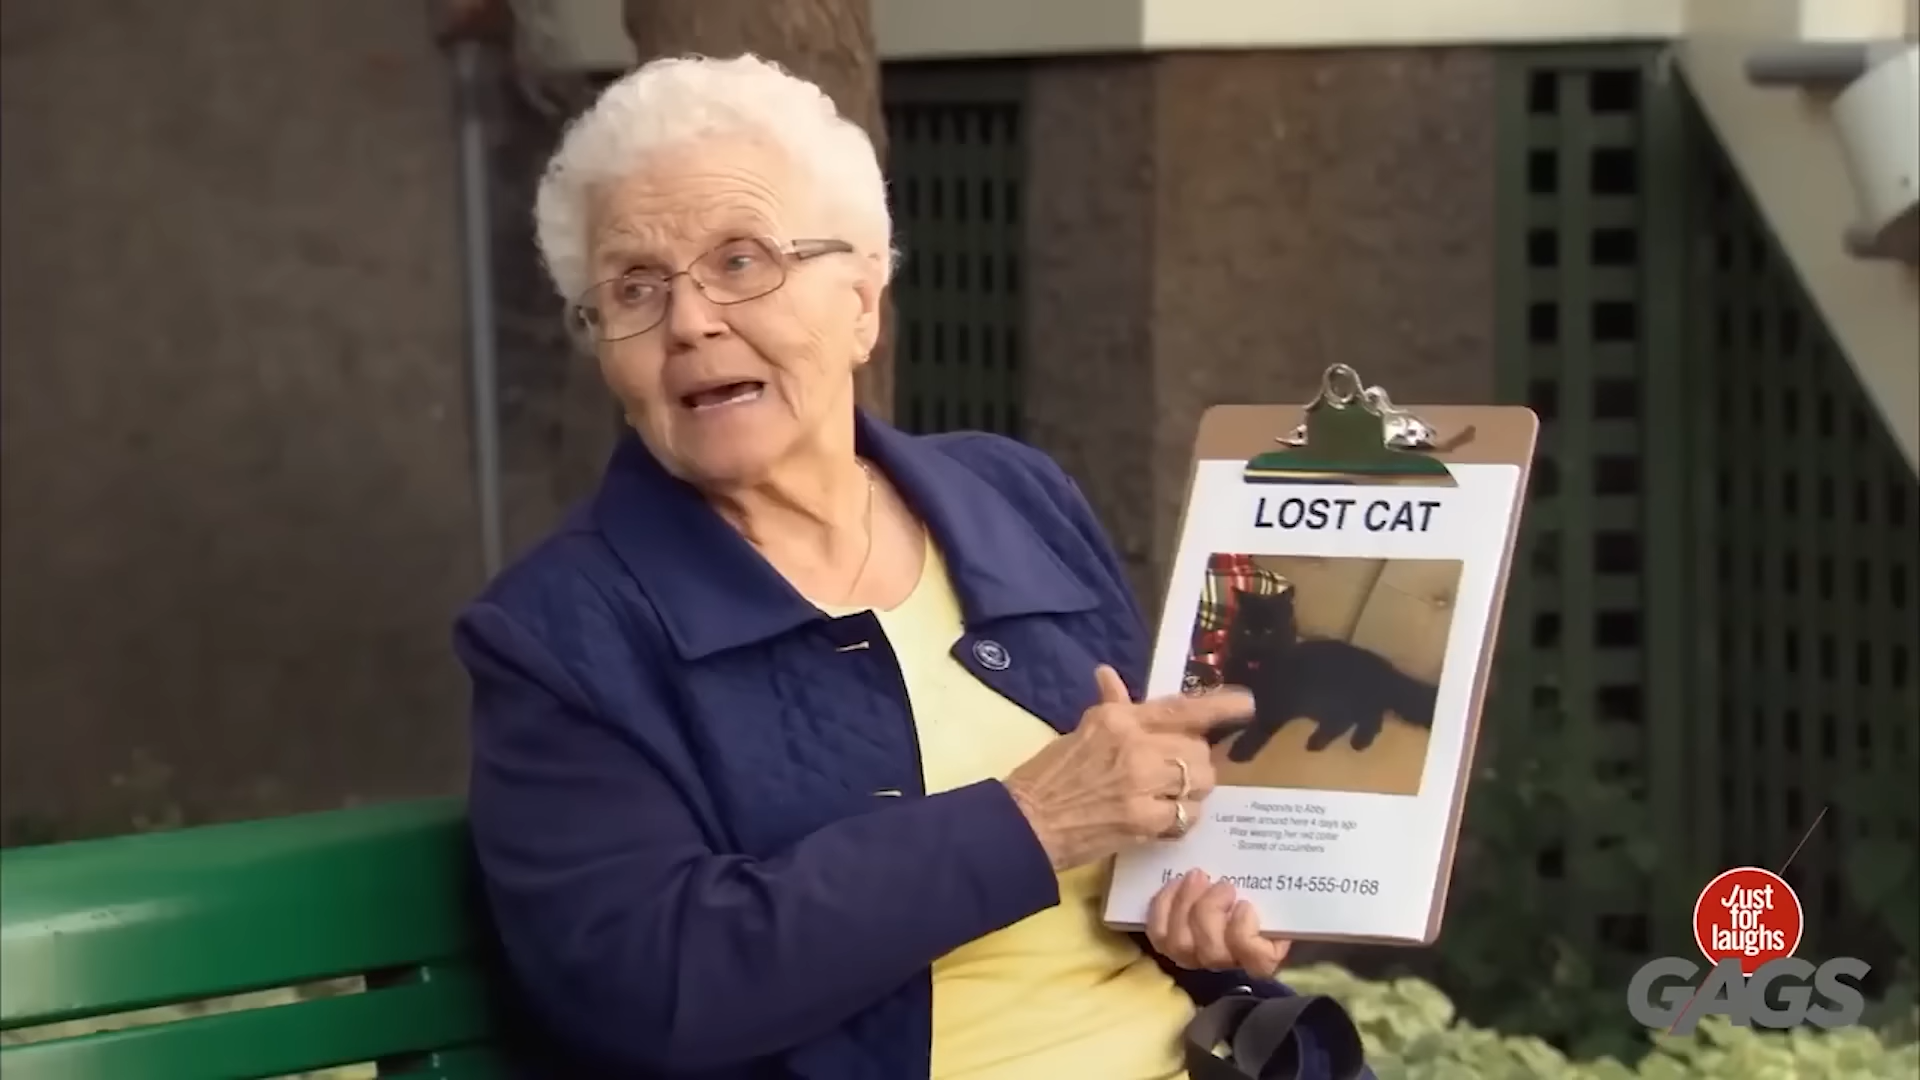 LOST CAT
- Responds to Abby
- Last seen around here 4 days ago
- Was wearing her red collar
- Scared of cucumbers
If contact 514-555-0168
Just
for
laughs
GAGS